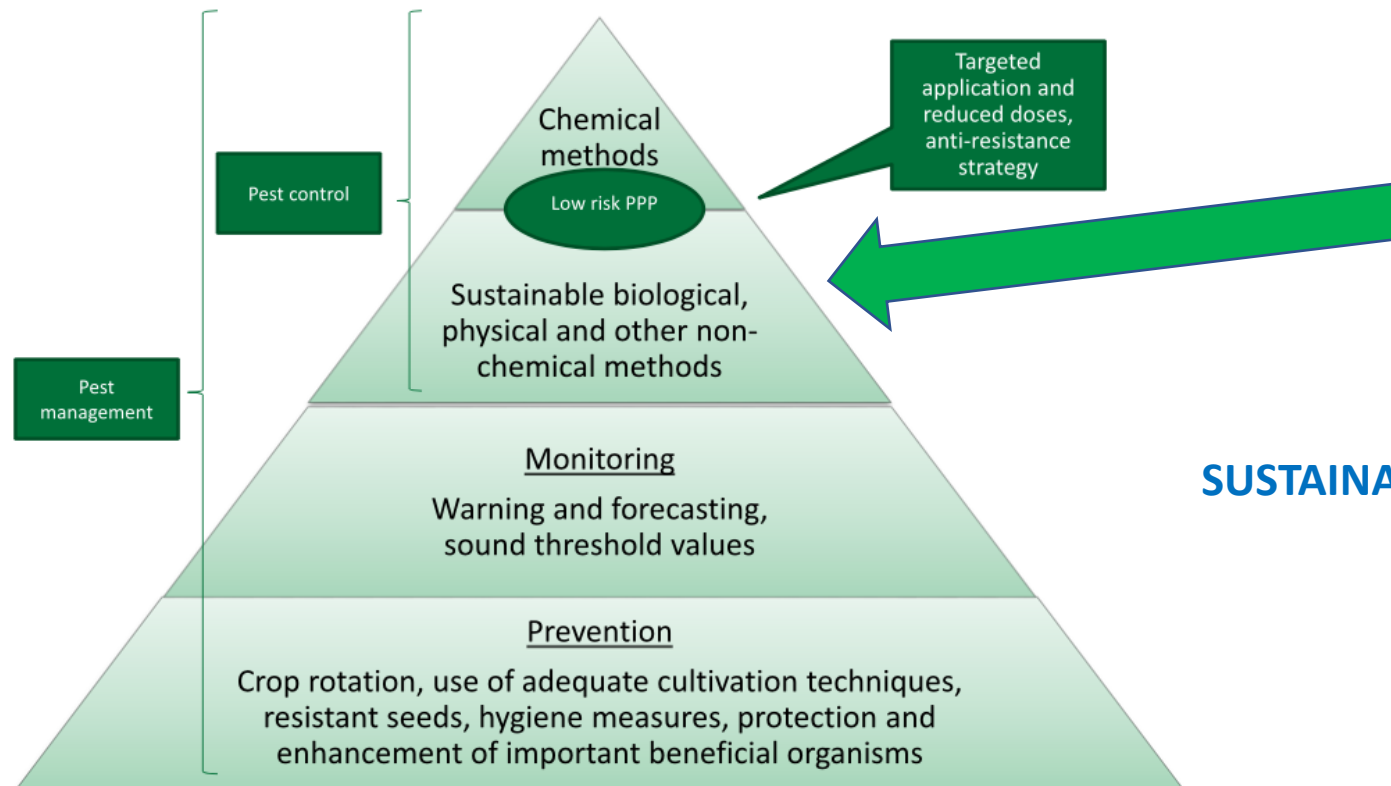 Targeted
application and
reduced doses,
anti-resistance
strategy
Chemical
methods
Pest control
Low risk PPP
Sustainable biological,
physical and other non-
chemical methods
Pest
management
Monitoring
Warning and forecasting,
sound threshold values
SUSTAINA
Prevention
Crop rotation, use of adequate cultivation techniques,
resistant seeds, hygiene measures, protection and
enhancement of important beneficial organisms